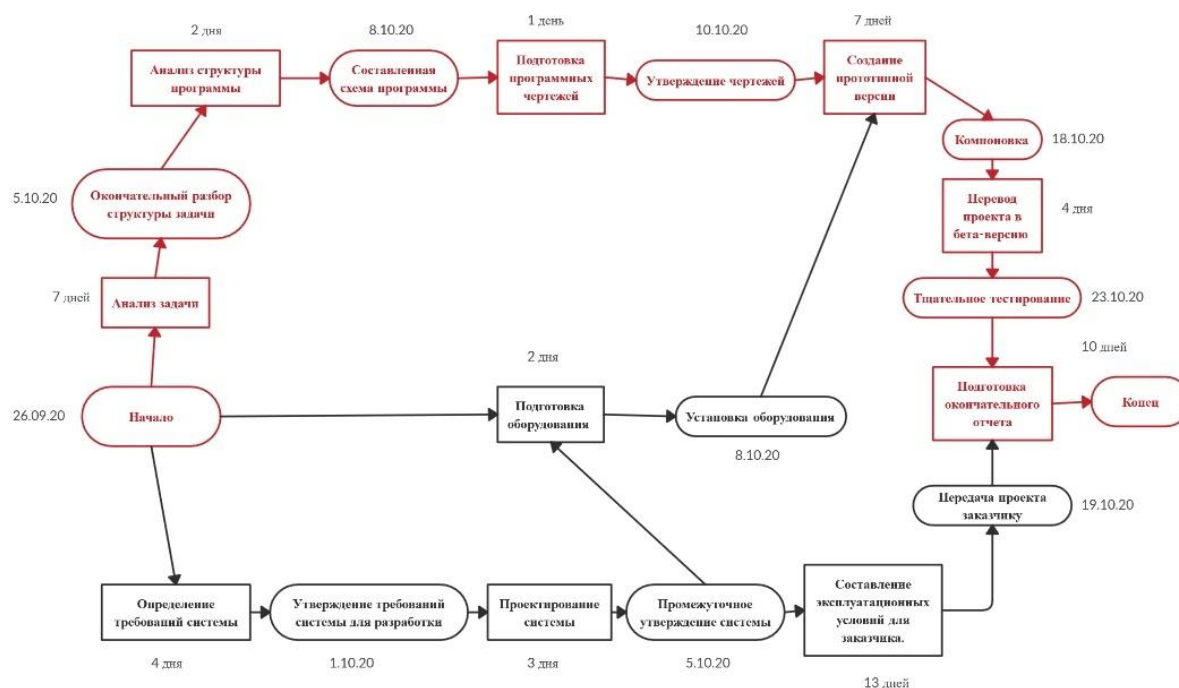 2 дня
8.10.20
1 день
10.10.20
7 дней
Анализ структуры
программы
Составленная
схема программы
Подготовка
программных
чертежей
Утверждение чертежей
Создание
прототипной
версии
Компоновка
18.10.20
5.10.20
Окончательный разбор
структуры задачи
Перевод
проекта в
бета-версию
4 дня
7 дней
Анализ задачи
Тщательное тестирование
23.10.20
10 дней
2 дня
26.09.20
Начало
Подготовка
оборудования
Установка оборудования
8.10.20
Подготовка
окончательного
отчета
Конец
Передача проекта
заказчику
19.10.20
Определение
требований системы
Утверждение требований
системы для разработки
Проектирование
системы
Промежуточное
утверждение системы
Составление
эксплуатационных
условий для
заказчика.
4 дня
1.10.20
3 дня
5.10.20
13 дней